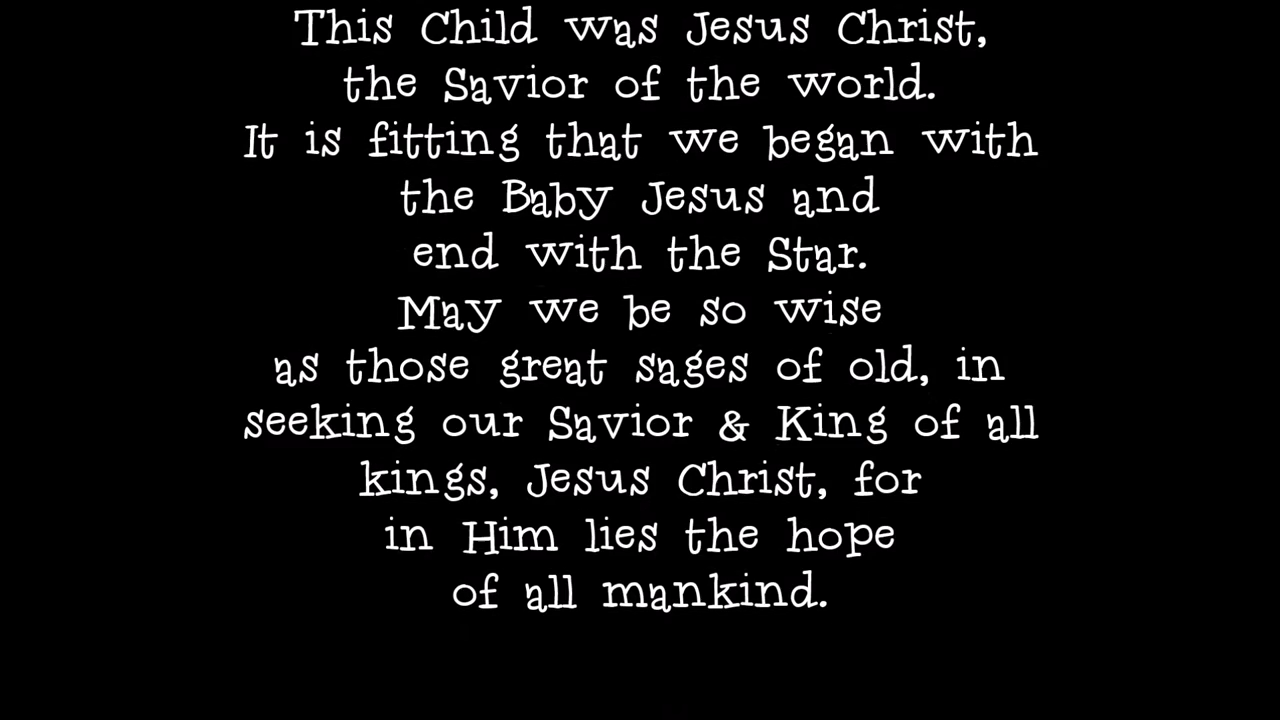 This Child was Jesus Christ,
the Savior of the world.
It is fitting that we began with
the Baby Jesus and
end with the Star.
May we be so wise
as those great sages of old, in
seeking our Savior & King of all
kings, Jesus Christ, for
in Him lies the hope
of all mankind.